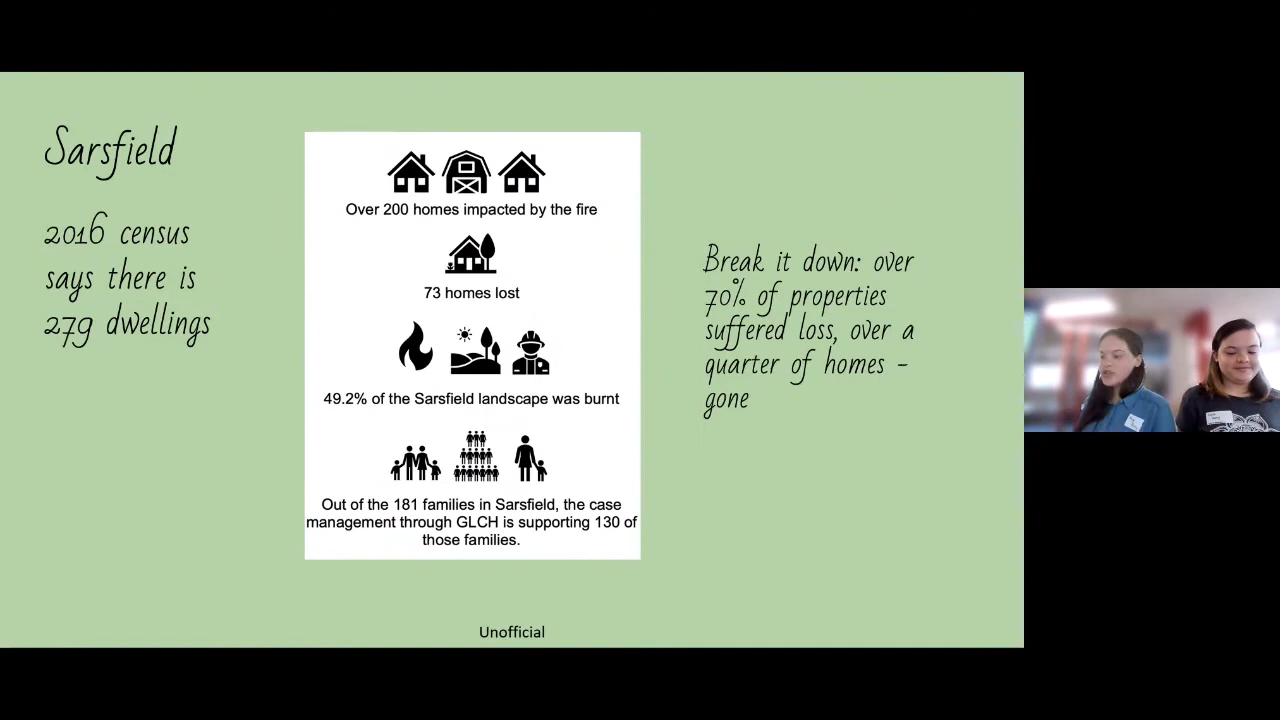 Sarsfield
2016 census
says there is
279 dwellings
Over 200 homes impacted by the fire
73 homes lost
49.2% of the Sarsfield landscape was burnt
Out of the 181 families in Sarsfield, the case
management through GLCH is supporting 130 of
those families.
Break it down: over
70% of properties
suffered loss, over a
quarter of homes -
gone
Unofficial